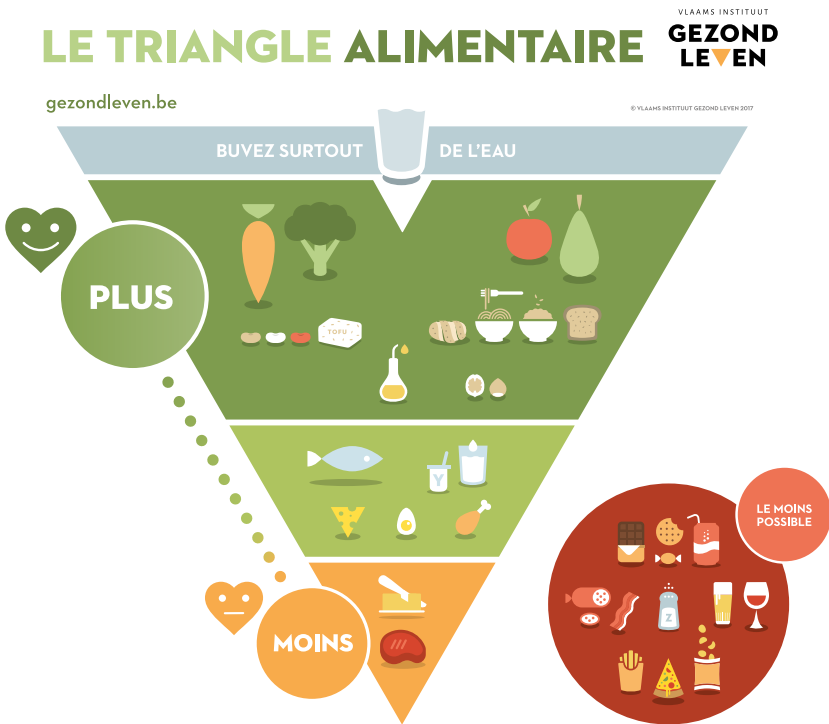 VLAAMS INSTITUUT
GEZOND
LEVEN
LE TRIANGLE ALIMENTAIRE
gezondleven.be
© VLAAMS INSTITUUT GEZOND LEVEN 2017
BUVEZ SURTOUT DE L'EAU
PLUS
TOFU
Y
LE MOINS
POSSIBLE
Z
MOINS